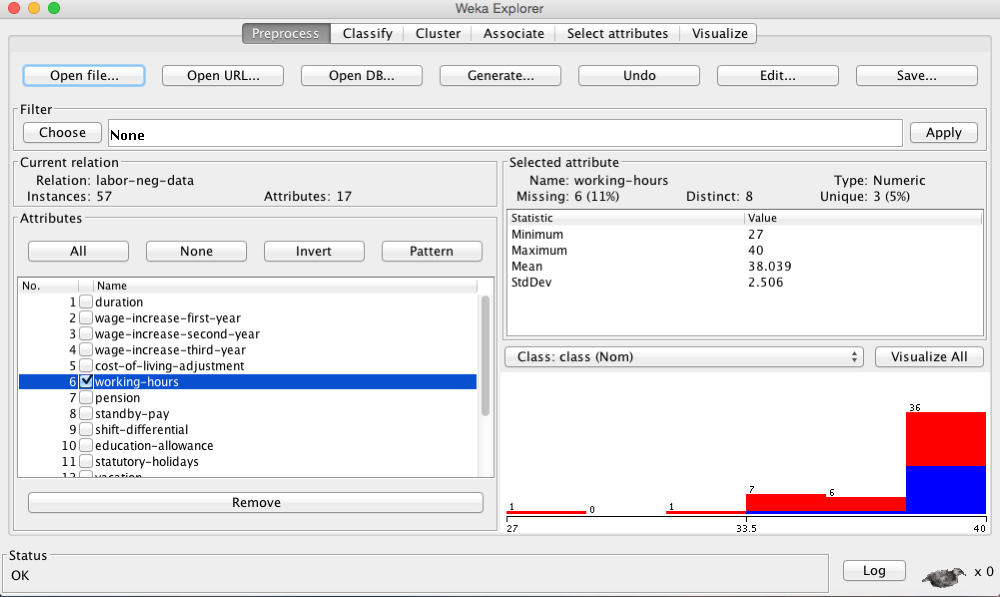 Weka Explorer
Preprocess Classify Cluster Associate Select attributes Visualize
Open file... Open URL... Open DB... Generate... Undo Edit... Save...
Filter
Choose None Apply
Current relation
Relation: labor-neg-data
Instances: 57 Attributes: 17
Attributes
All None Invert Pattern
No. Name
1 duration
2 wage-increase-first-year
3 wage-increase-second-year
4 wage-increase-third-year
5 cost-of-living-adjustment
6 working-hours
7 pension
8 standby-pay
9 shift-differential
10 education-allowance
11 statutory-holidays
12 vacation
Remove
Selected attribute
Name: working-hours Type: Numeric
Missing: 6 (11%) Distinct: 8 Unique: 3 (5%)
Statistic Value
Minimum 27
Maximum 40
Mean 38.039
StdDev 2.506
Class: class (Nom) Visualize All
36
7
6
1 0 1
27 33.5 40
Status
OK
Log x 0